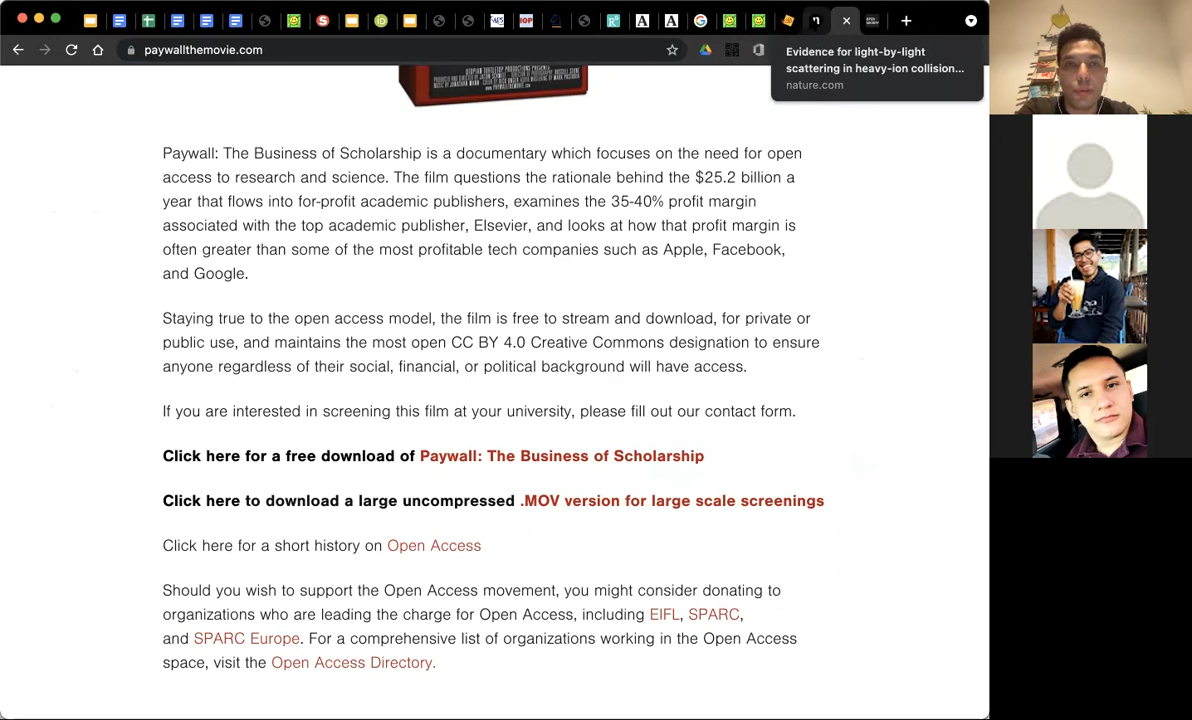 paywallthemovie.com
Evidence for light-by-light
scattering in heavy-ion collision...
nature.com
Paywall: The Business of Scholarship is a documentary which focuses on the need for open
access to research and science. The film questions the rationale behind the $25.2 billion a
year that flows into for-profit academic publishers, examines the 35-40% profit margin
associated with the top academic publisher, Elsevier, and looks at how that profit margin is
often greater than some of the most profitable tech companies such as Apple, Facebook,
and Google.
Staying true to the open access model, the film is free to stream and download, for private or
public use, and maintains the most open CC BY 4.0 Creative Commons designation to ensure
anyone regardless of their social, financial, or political background will have access.
If you are interested in screening this film at your university, please fill out our contact form.
Click here for a free download of Paywall: The Business of Scholarship
Click here to download a large uncompressed .MOV version for large scale screenings
Click here for a short history on Open Access
Should you wish to support the Open Access movement, you might consider donating to
organizations who are leading the charge for Open Access, including EIFL, SPARC,
and SPARC Europe. For a comprehensive list of organizations working in the Open Access
space, visit the Open Access Directory.